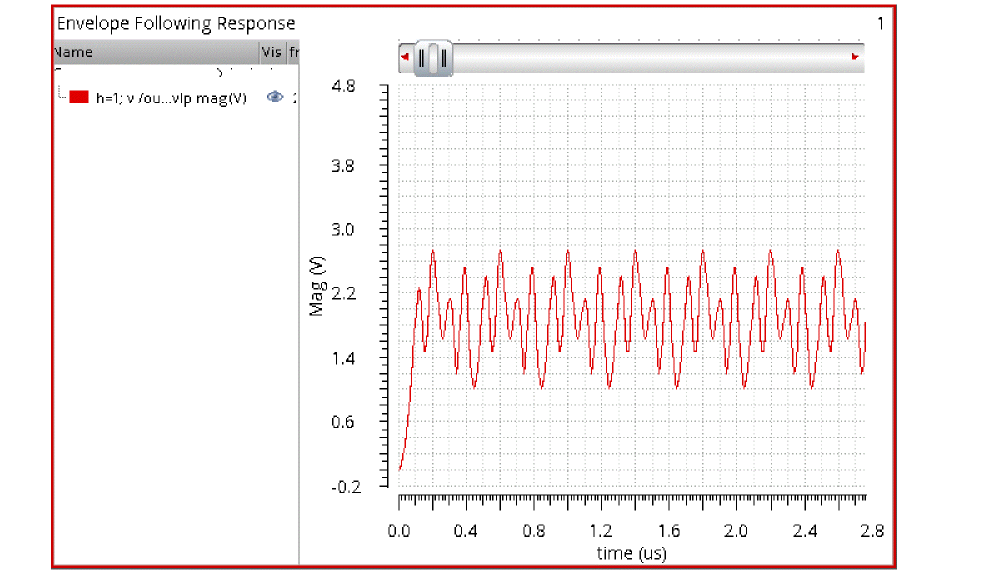 Envelope Following Response
1
Name Vis fr
h=1; v /ou...vlp mag(V)
4.8
3.8
3.0
2.2
1.4
0.6
-0.2
Mag (V)
0.0 0.4 0.8 1.2 1.6 2.0 2.4 2.8
time (us)